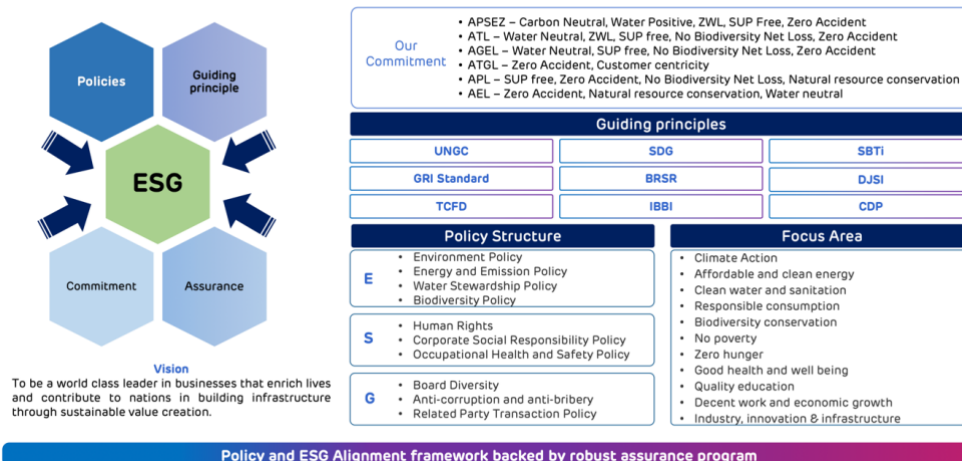 Policies
Guiding
principle
ESG
Commitment
Assurance
Vision
To be a world class leader in businesses that enrich lives
and contribute to nations in building infrastructure
through sustainable value creation.
Our
Commitment
• APSEZ – Carbon Neutral, Water Positive, ZWL, SUP Free, Zero Accident
• ATL – Water Neutral, ZWL, SUP free, No Biodiversity Net Loss, Zero Accident
• AGEL – Water Neutral, SUP free, No Biodiversity Net Loss, Zero Accident
• ATGL – Zero Accident, Customer centricity
• APL – SUP free, Zero Accident, No Biodiversity Net Loss, Natural resource conservation
• AEL – Zero Accident, Natural resource conservation, Water neutral
Guiding principles
UNGC SDG SBTi
GRI Standard BRSR DJSI
TCFD IBBI CDP
Policy Structure
E
• Environment Policy
• Energy and Emission Policy
• Water Stewardship Policy
• Biodiversity Policy
S
• Human Rights
• Corporate Social Responsibility Policy
• Occupational Health and Safety Policy
G
• Board Diversity
• Anti-corruption and anti-bribery
• Related Party Transaction Policy
Focus Area
• Climate Action
• Affordable and clean energy
• Clean water and sanitation
• Responsible consumption
• Biodiversity conservation
• No poverty
• Zero hunger
• Good health and well being
• Quality education
• Decent work and economic growth
• Industry, innovation & infrastructure
Policy and ESG Alignment framework backed by robust assurance program